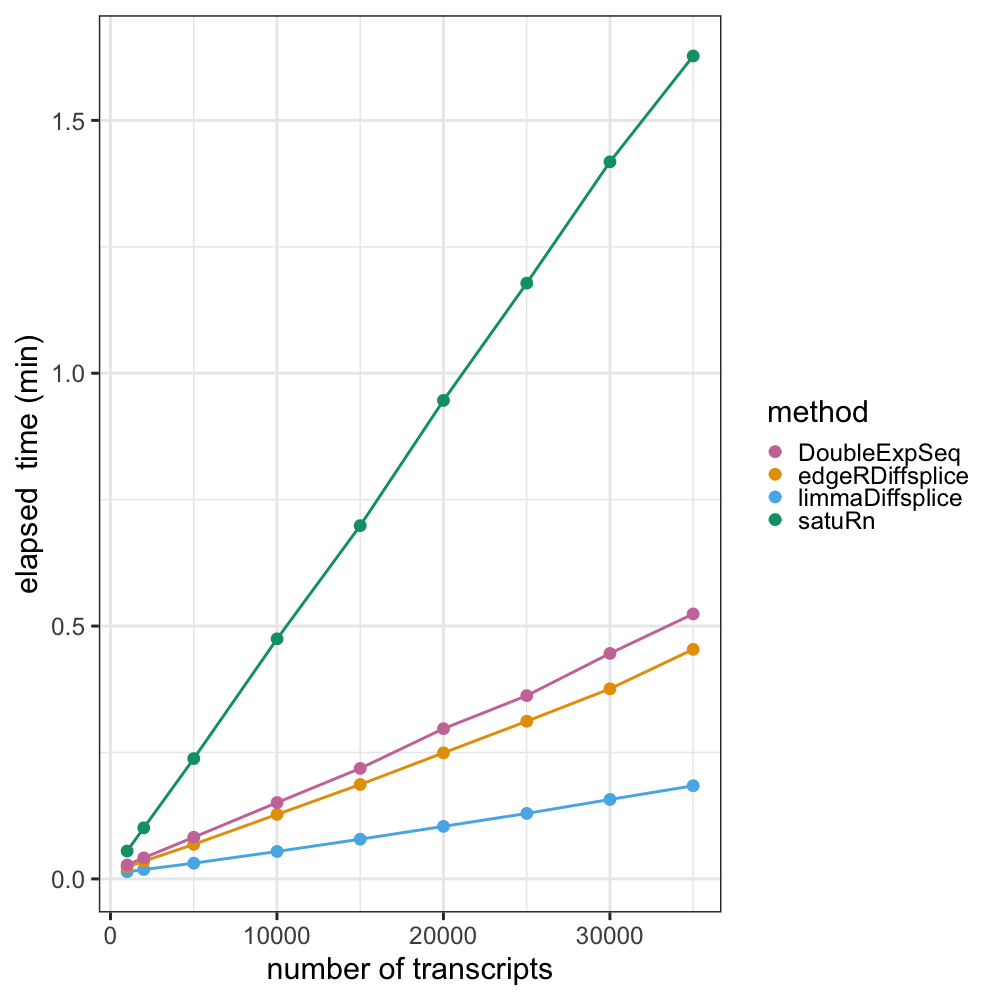 1.5
1.0
0.5
0.0
elapsed  time (min)
0
10000
20000
30000
number of transcripts
method
DoubleExpSeq
edgeRDiffsplice
limmaDiffsplice
satuRn